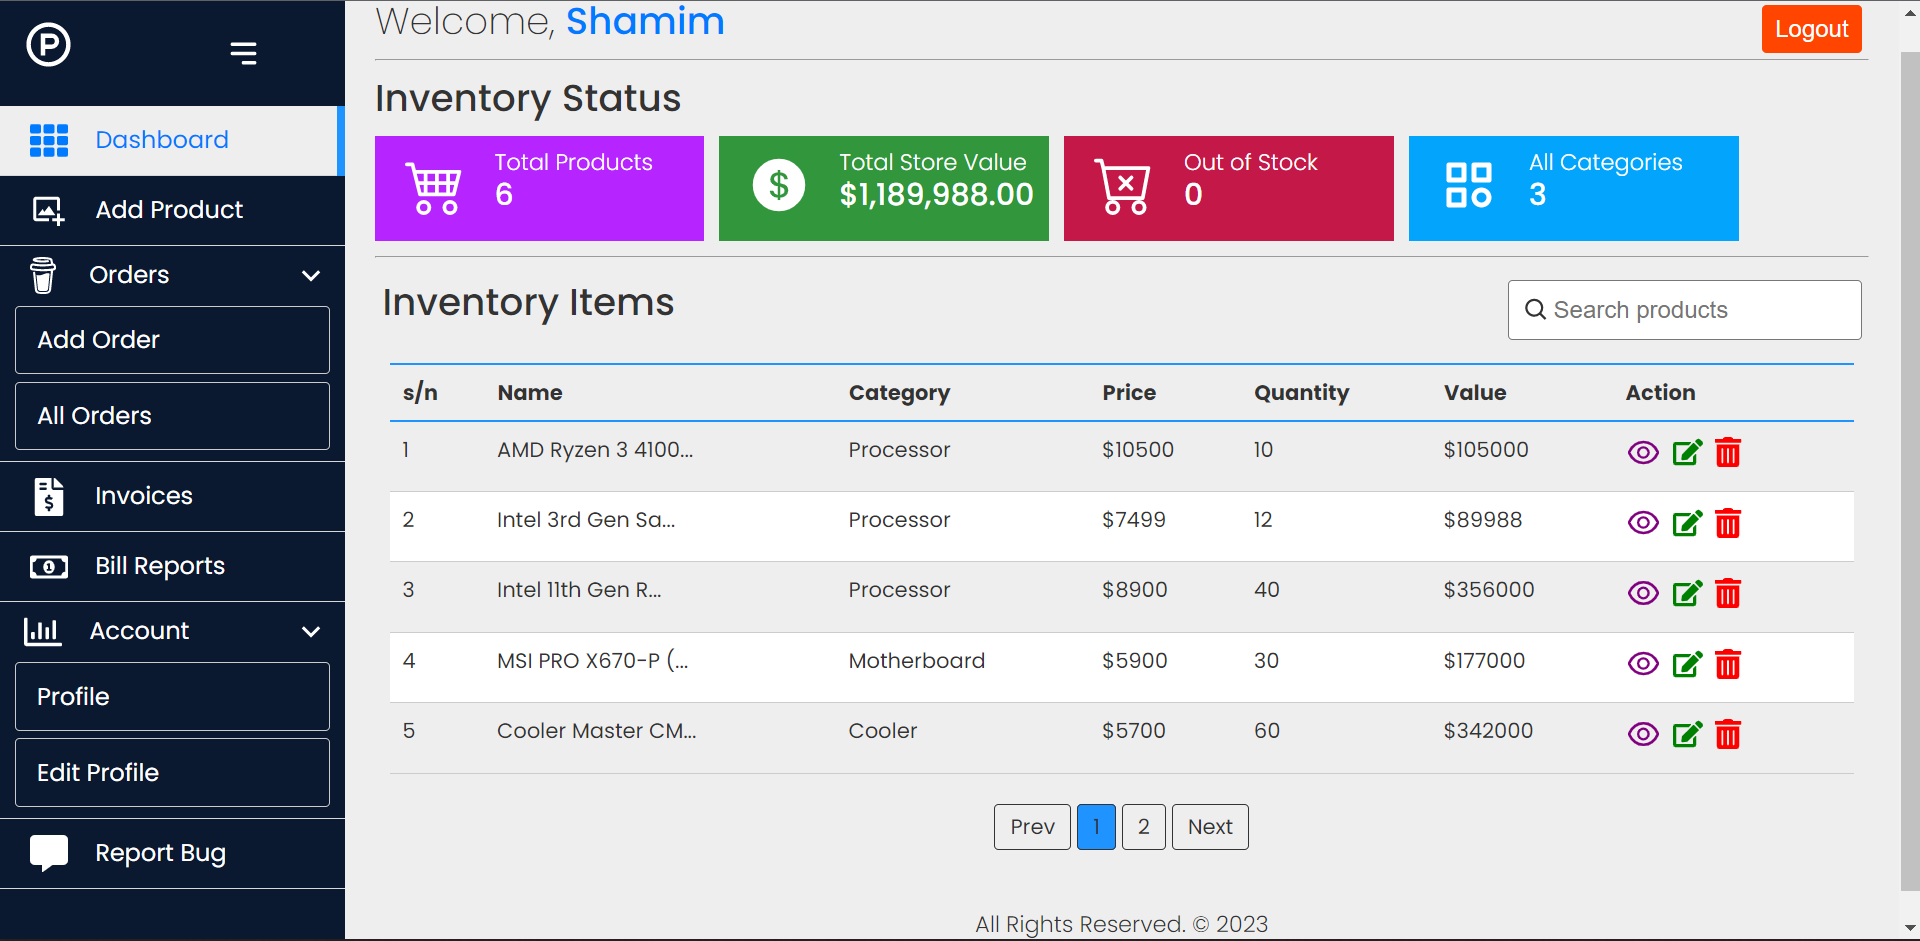 P
Dashboard
Add Product
Orders
Add Order
All Orders
Invoices
Bill Reports
Account
Profile
Edit Profile
Report Bug
Welcome, Shamim
Logout
Inventory Status
Total Products
6
Total Store Value
$1,189,988.00
Out of Stock
0
All Categories
3
Inventory Items
Search products
s/n Name Category Price Quantity Value Action
1 AMD Ryzen 3 4100... Processor $10500 10 $105000
2 Intel 3rd Gen Sa... Processor $7499 12 $89988
3 Intel 11th Gen R... Processor $8900 40 $356000
4 MSI PRO X670-P (... Motherboard $5900 30 $177000
5 Cooler Master CM... Cooler $5700 60 $342000
Prev 1 2 Next
All Rights Reserved. © 2023